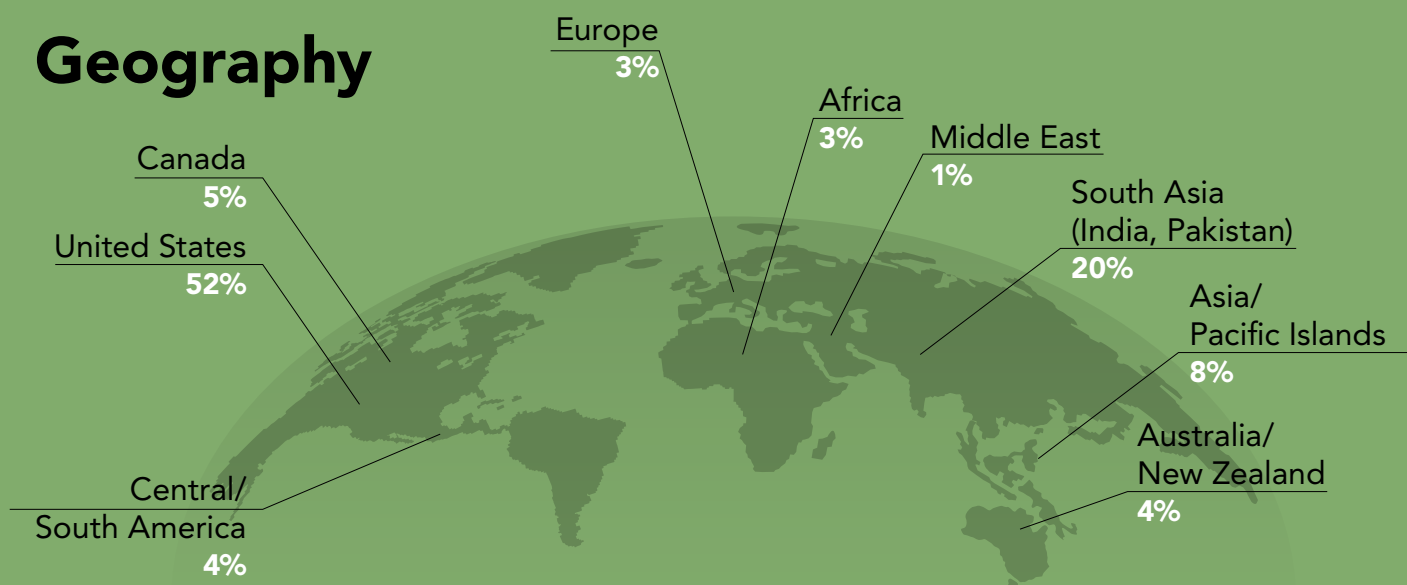 Geography
Europe
3%
Africa
3%
Middle East
1%
Canada
5%
South Asia
(India, Pakistan)
20%
United States
52%
Asia/
Pacific Islands
8%
Australia/
New Zealand
4%
Central/
South America
4%